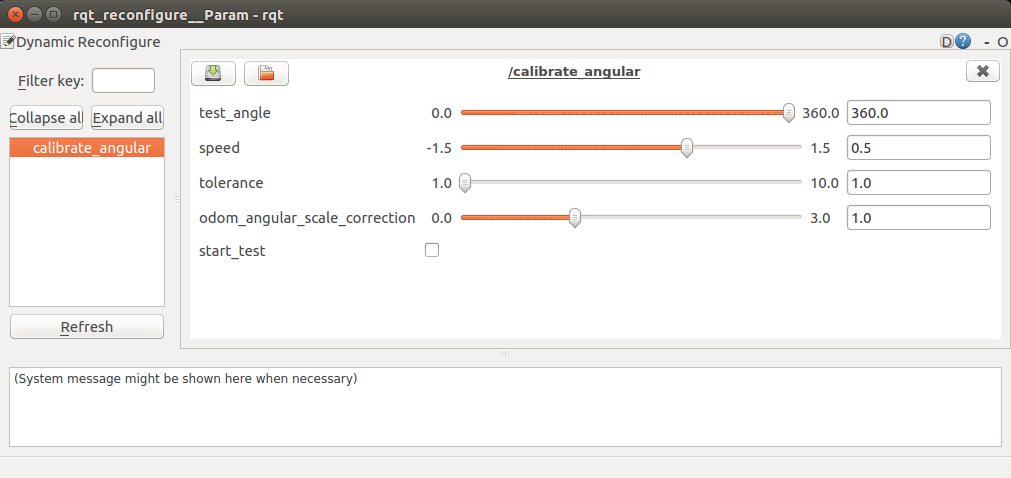 rqt_reconfigure__Param - rqt
Dynamic Reconfigure D ? - O
Filter key:
Collapse al Expand all
calibrate_angular
Refresh
/calibrate_angular
test_angle 0.0 360.0 360.0
speed -1.5 1.5 0.5
tolerance 1.0 10.0 1.0
odom_angular_scale_correction 0.0 3.0 1.0
start_test
(System message might be shown here when necessary)